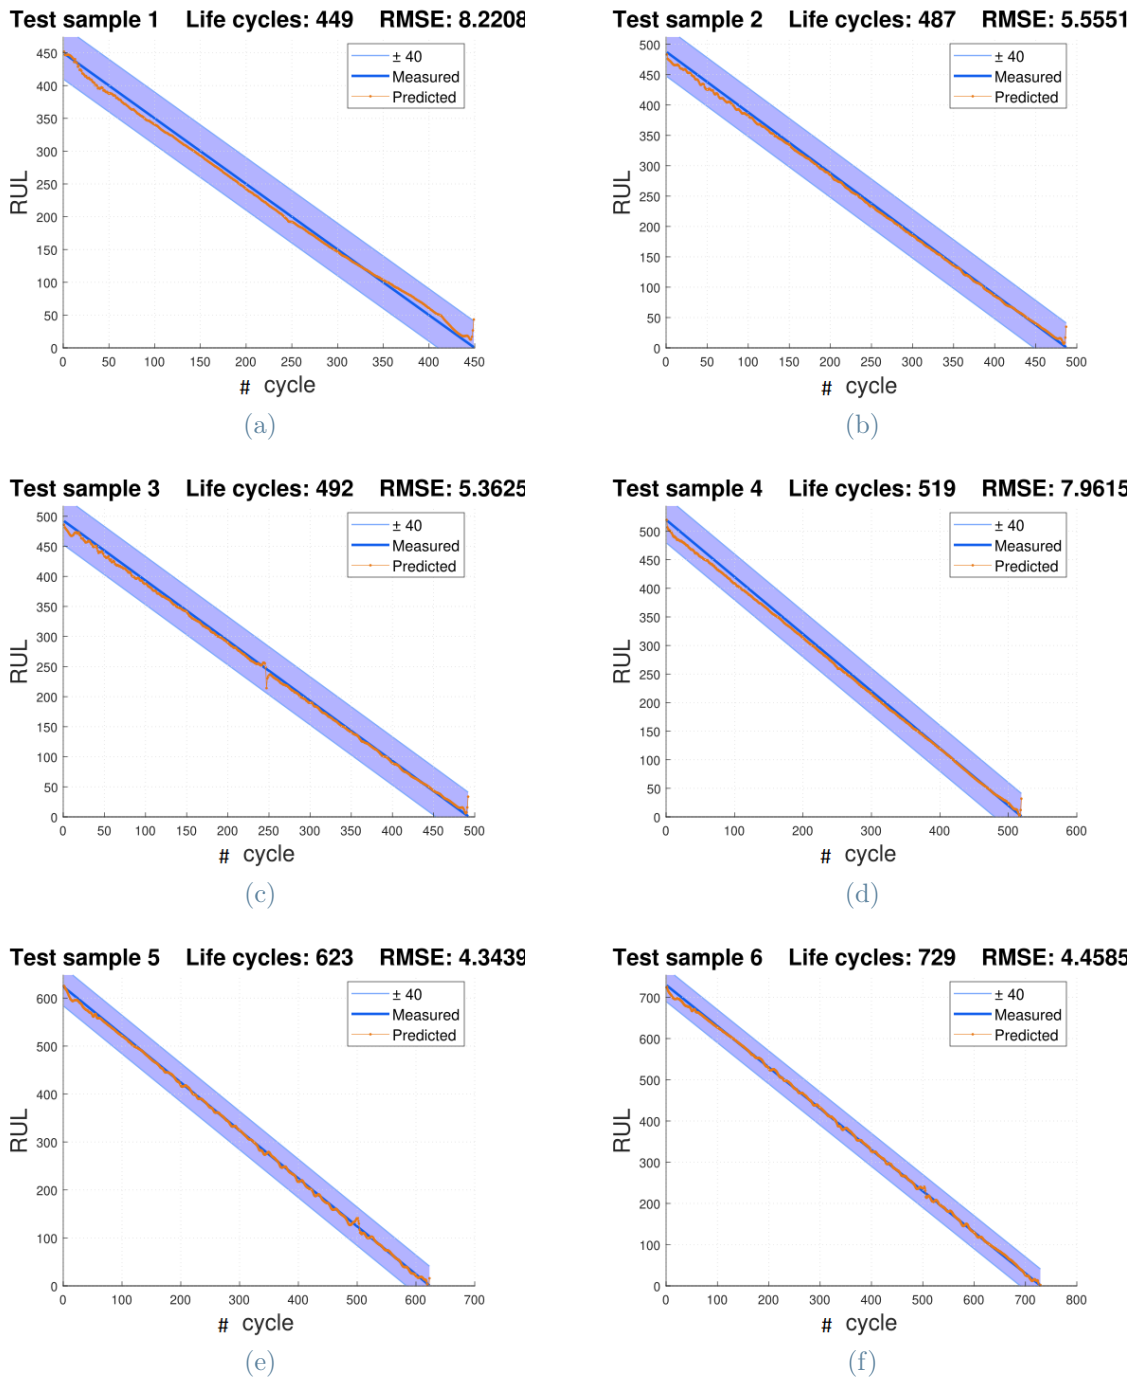 Test sample 1 Life cycles: 449 RMSE: 8.2208
± 40
Measured
Predicted
450
400
350
300
250
200
150
100
50
0
RUL
0 50 100 150 200 250 300 350 400 450
# cycle
(a)
Test sample 2 Life cycles: 487 RMSE: 5.5551
± 40
Measured
Predicted
500
450
400
350
300
250
200
150
100
50
0
RUL
0 50 100 150 200 250 300 350 400 450 500
# cycle
(b)
Test sample 3 Life cycles: 492 RMSE: 5.3625
± 40
Measured
Predicted
500
450
400
350
300
250
200
150
100
50
0
RUL
0 50 100 150 200 250 300 350 400 450 500
# cycle
(c)
Test sample 4 Life cycles: 519 RMSE: 7.9615
± 40
Measured
Predicted
500
450
400
350
300
250
200
150
100
50
0
RUL
0 100 200 300 400 500 600
# cycle
(d)
Test sample 5 Life cycles: 623 RMSE: 4.3439
± 40
Measured
Predicted
600
500
400
300
200
100
0
RUL
0 100 200 300 400 500 600 700
# cycle
(e)
Test sample 6 Life cycles: 729 RMSE: 4.4585
± 40
Measured
Predicted
700
600
500
400
300
200
100
0
RUL
0 100 200 300 400 500 600 700 800
# cycle
(f)